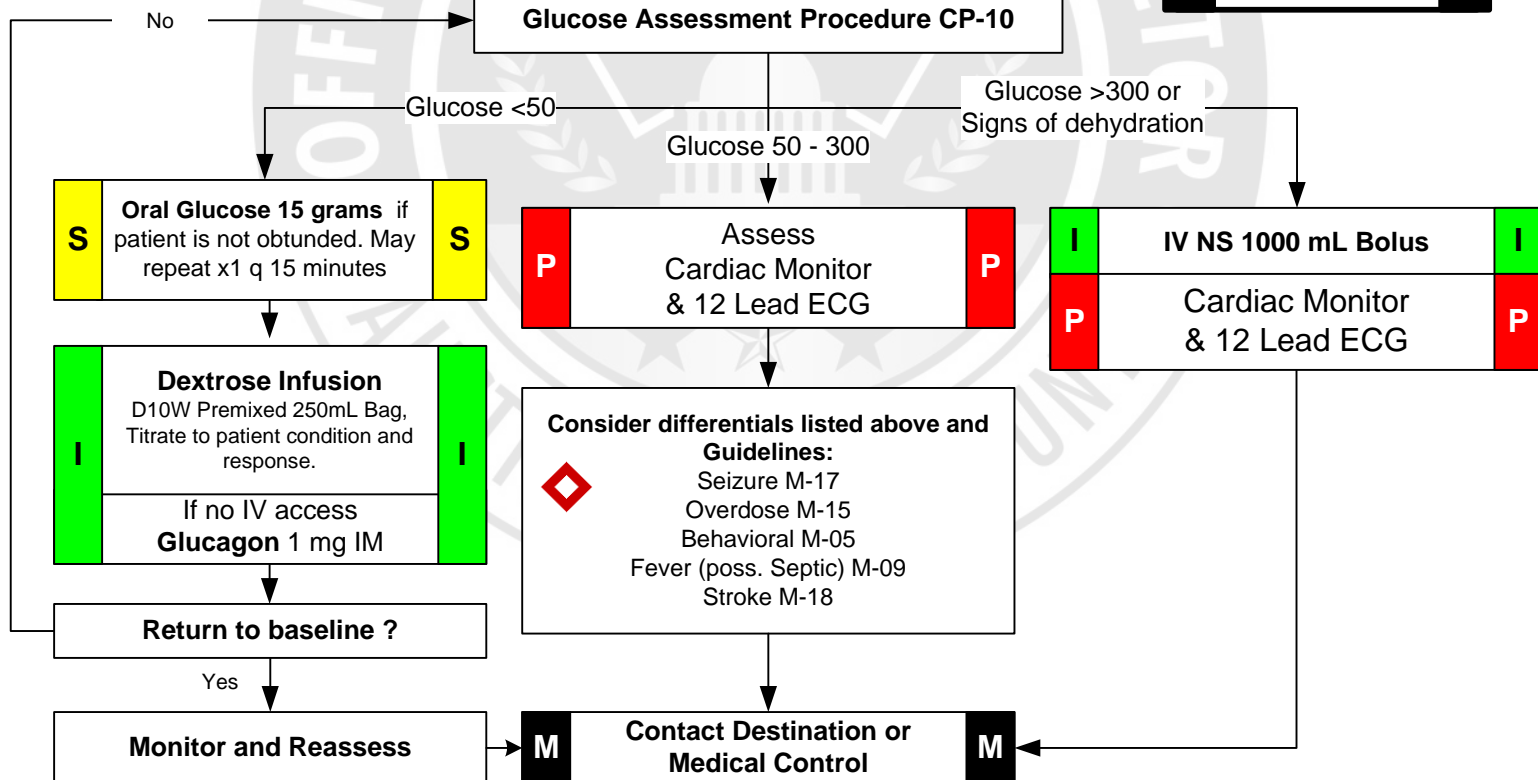 No
Glucose Assessment Procedure CP-10
Glucose <50
Glucose 50 - 300
Glucose >300 or
Signs of dehydration
S
Oral Glucose 15 grams if
patient is not obtunded. May
repeat x1 q 15 minutes
S
I
Dextrose Infusion
D10W Premixed 250mL Bag,
Titrate to patient condition and
response.
If no IV access
Glucagon 1 mg IM
I
Return to baseline ?
Yes
Monitor and Reassess
P
Assess
Cardiac Monitor
& 12 Lead ECG
P
Consider differentials listed above and
Guidelines:
Seizure M-17
Overdose M-15
Behavioral M-05
Fever (poss. Septic) M-09
Stroke M-18
M
Contact Destination or
Medical Control
M
I
IV NS 1000 mL Bolus
I
P
Cardiac Monitor
& 12 Lead ECG
P